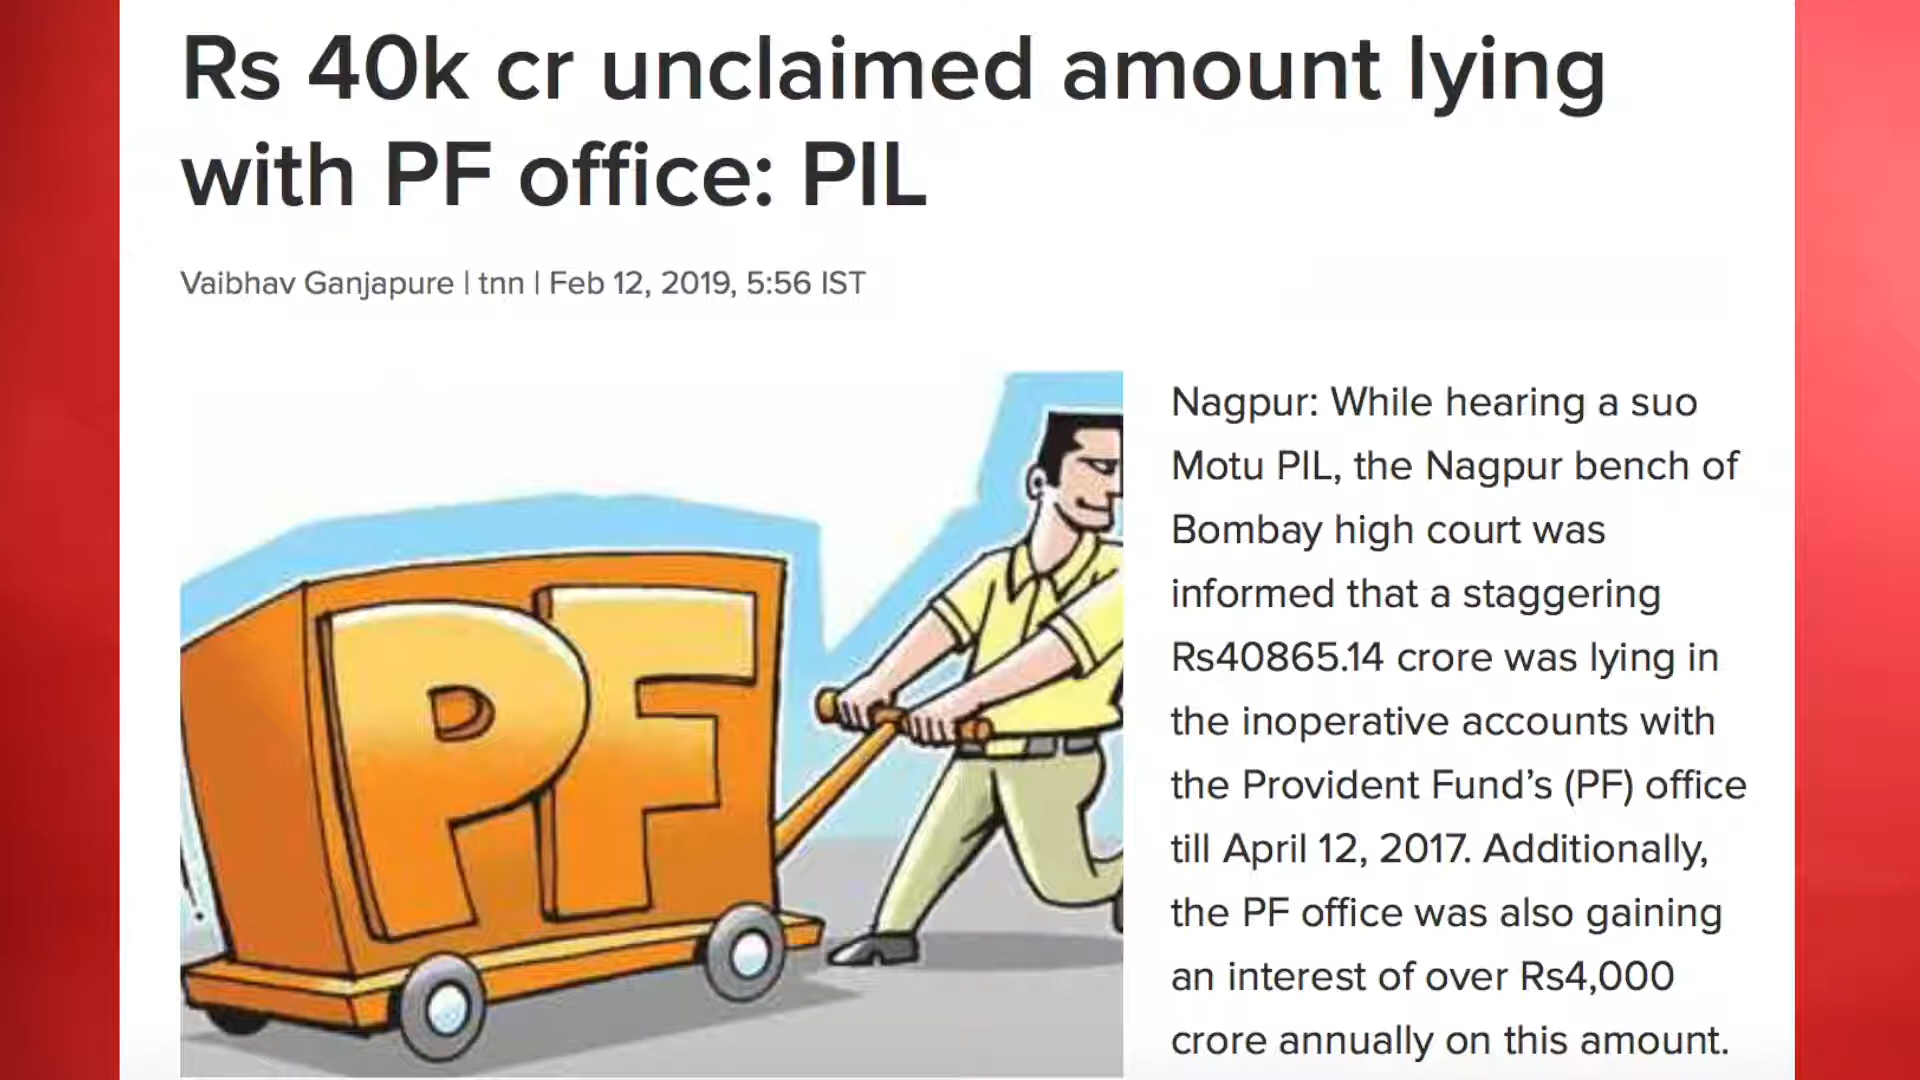 Rs 40k cr unclaimed amount lying
with PF office: PIL
Vaibhav Ganjapure | tnn | Feb 12, 2019, 5:56 IST
PF
Nagpur: While hearing a suo
Motu PIL, the Nagpur bench of
Bombay high court was
informed that a staggering
Rs40865.14 crore was lying in
the inoperative accounts with
the Provident Fund’s (PF) office
till April 12, 2017. Additionally,
the PF office was also gaining
an interest of over Rs4,000
crore annually on this amount.